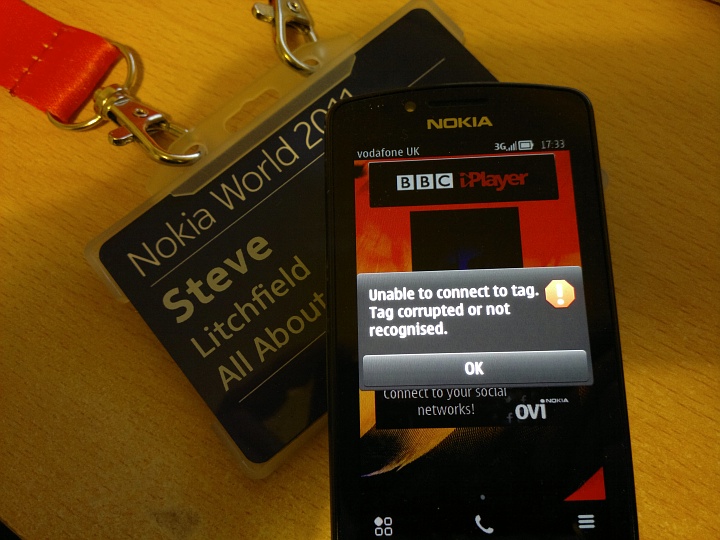 Nokia World 2011
Steve
Litchfield
All About
NOKIA
vodafone UK 3G 17:33
BBC iPlayer
Unable to connect to tag.
Tag corrupted or not
recognised.
OK
Connect to your social
networks!
ovi NOKIA